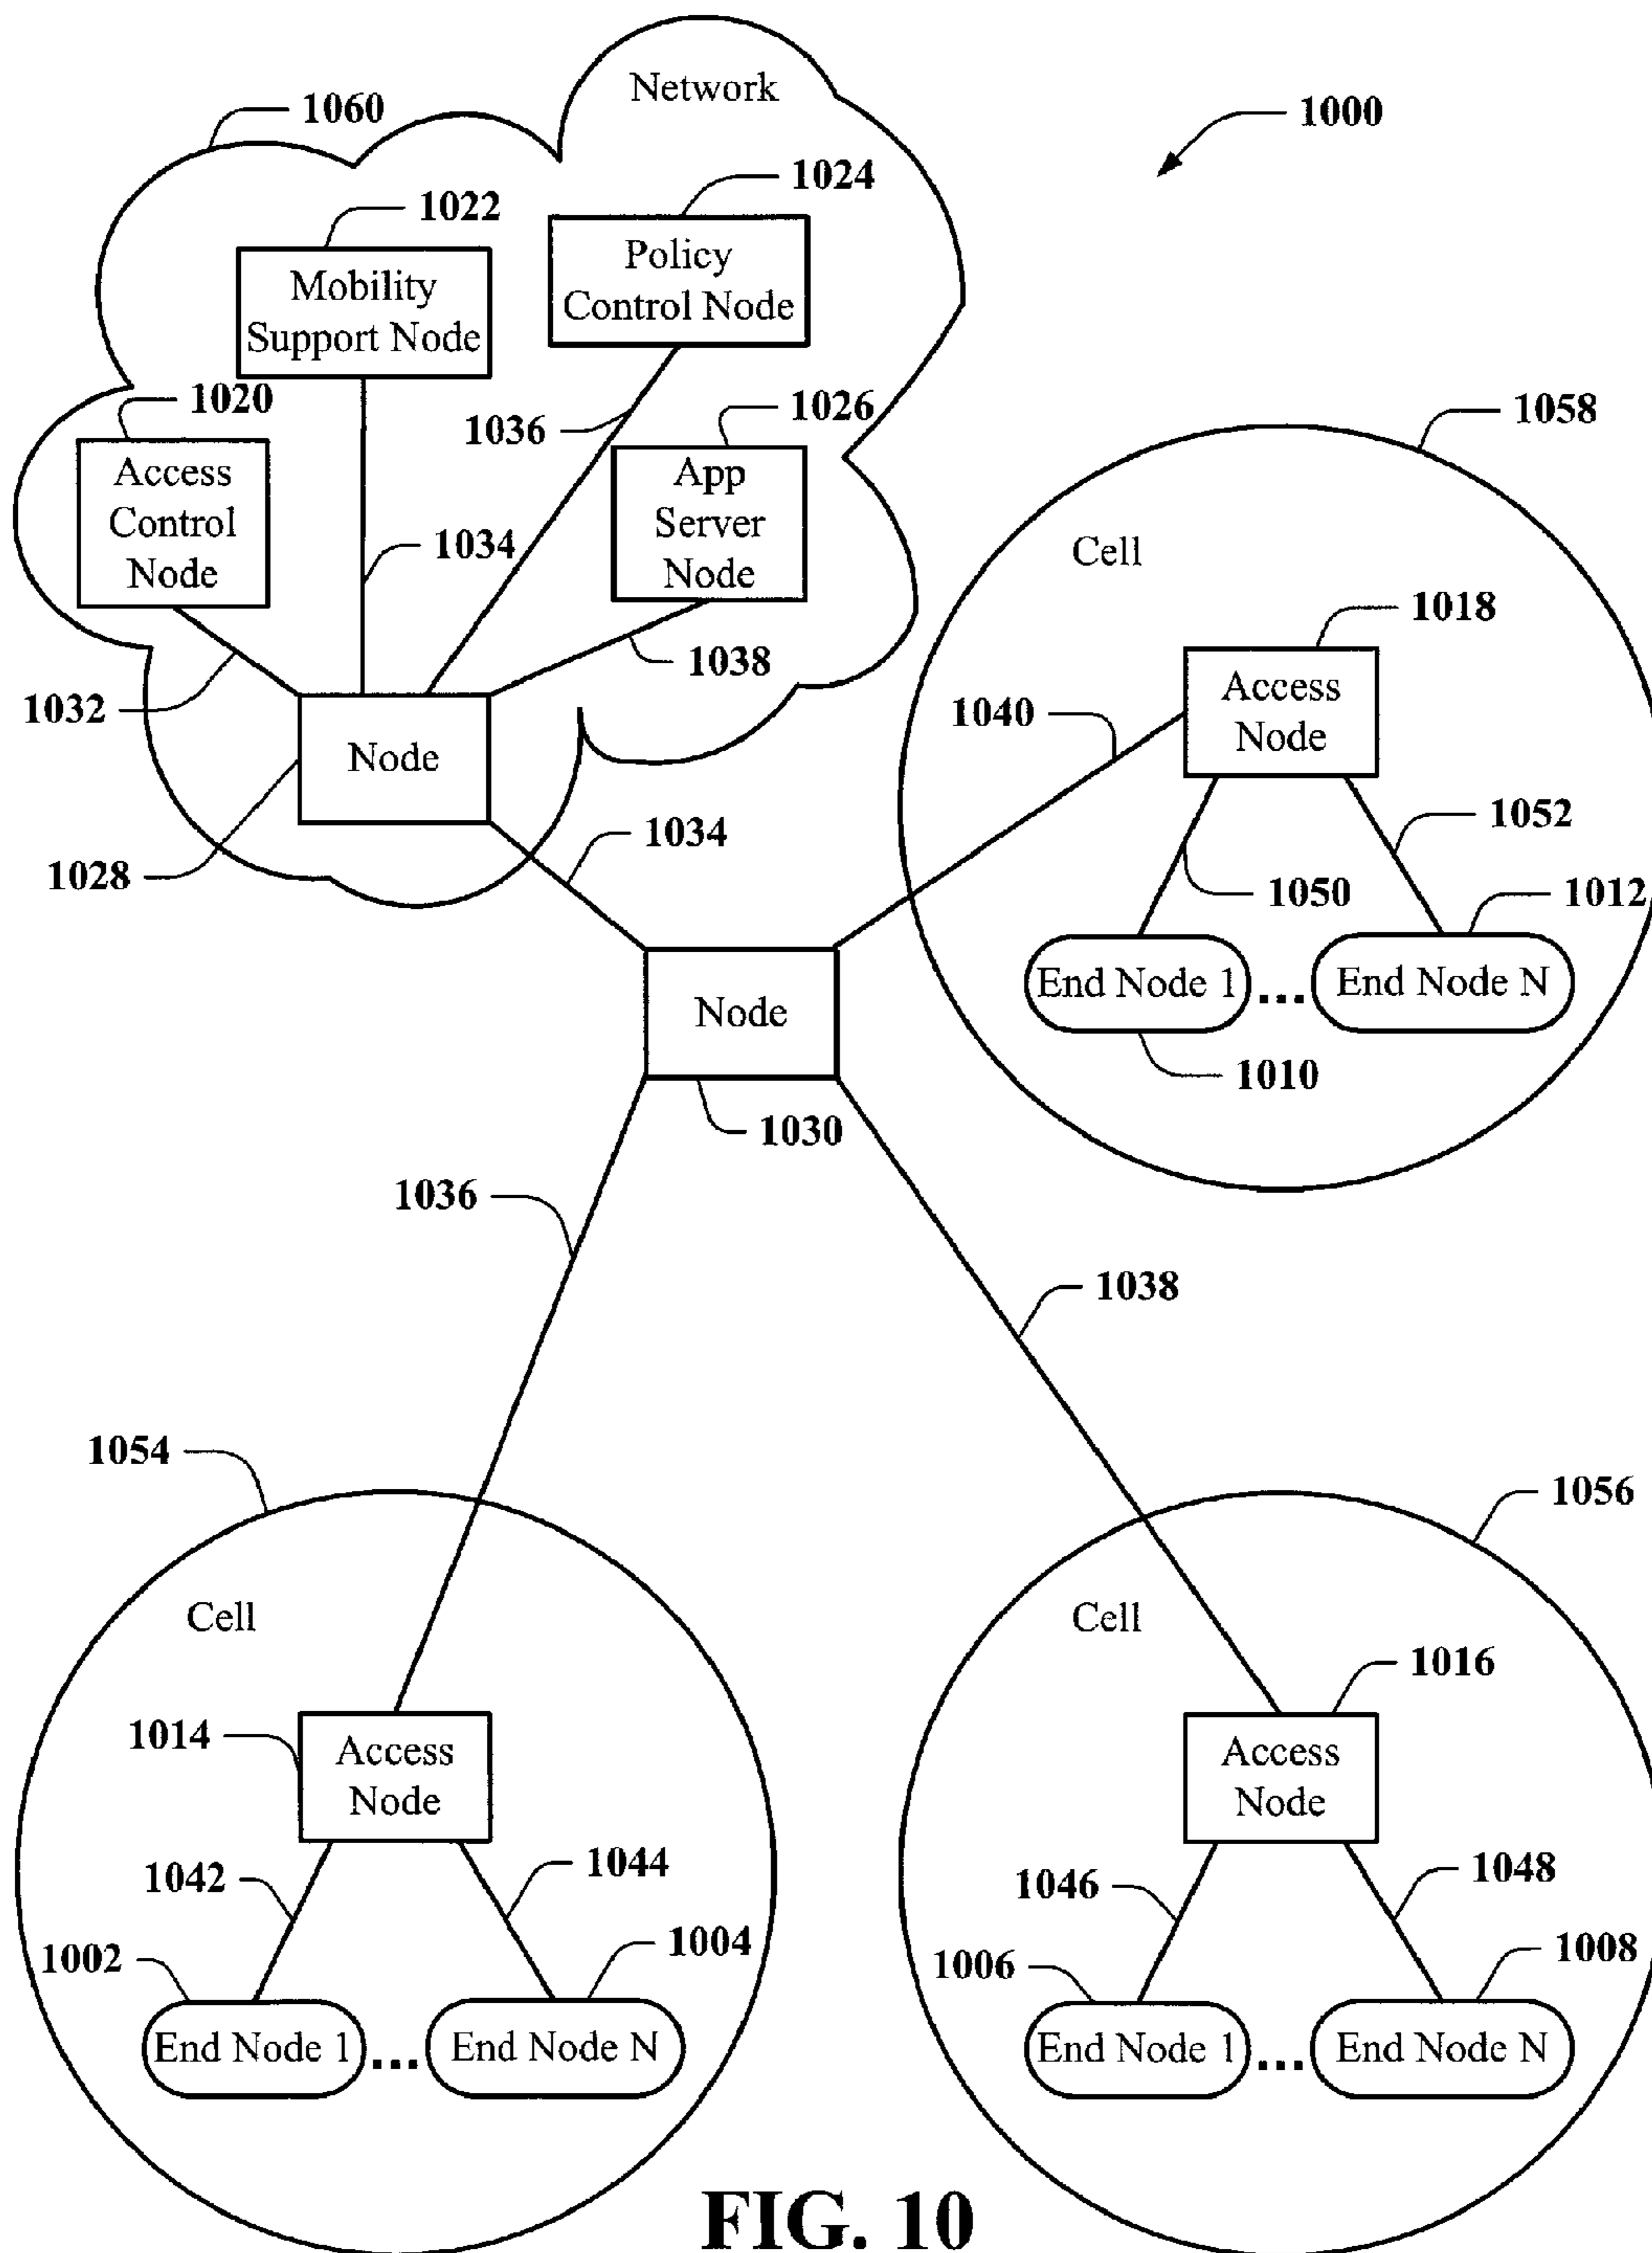 Network
1060
1000
1024
1022
Policy
Control Node
Mobility
Support Node
1020
1026
1036
1058
Access
Control
Node
App
Server
Node
1034
Cell
1018
1038
1032
Access
Node
1040
Node
1034
1052
1028
1050
1012
End Node 1
...
End Node N
Node
1010
1030
1036
1038
1054
1056
Cell
Cell
1016
1014
Access
Node
Access
Node
1042
1044
1046
1048
1002
1004
1006
1008
End Node 1
...
End Node N
End Node 1
...
End Node N
FIG. 10